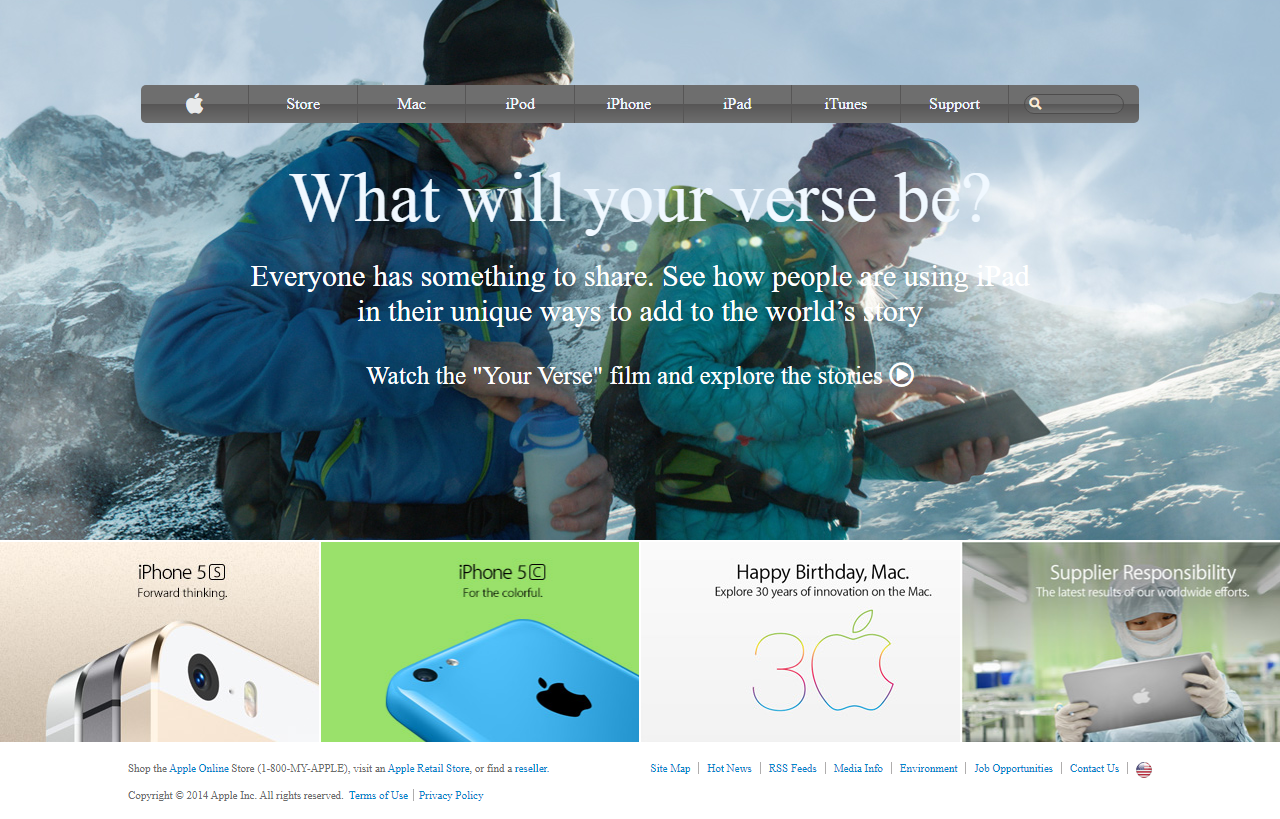 Store Mac iPod iPhone iPad iTunes Support
What will your verse be?
Everyone has something to share. See how people are using iPad
in their unique ways to add to the world’s story
Watch the "Your Verse" film and explore the stories
iPhone 5S
Forward thinking.
iPhone 5C
For the colorful.
Happy Birthday, Mac.
Explore 30 years of innovation on the Mac.
30
Supplier Responsibility
The latest results of our worldwide efforts.
Shop the Apple Online Store (1-800-MY-APPLE), visit an Apple Retail Store, or find a reseller.
Site Map Hot News RSS Feeds Media Info Environment Job Opportunities Contact Us
Copyright © 2014 Apple Inc. All rights reserved. Terms of Use Privacy Policy